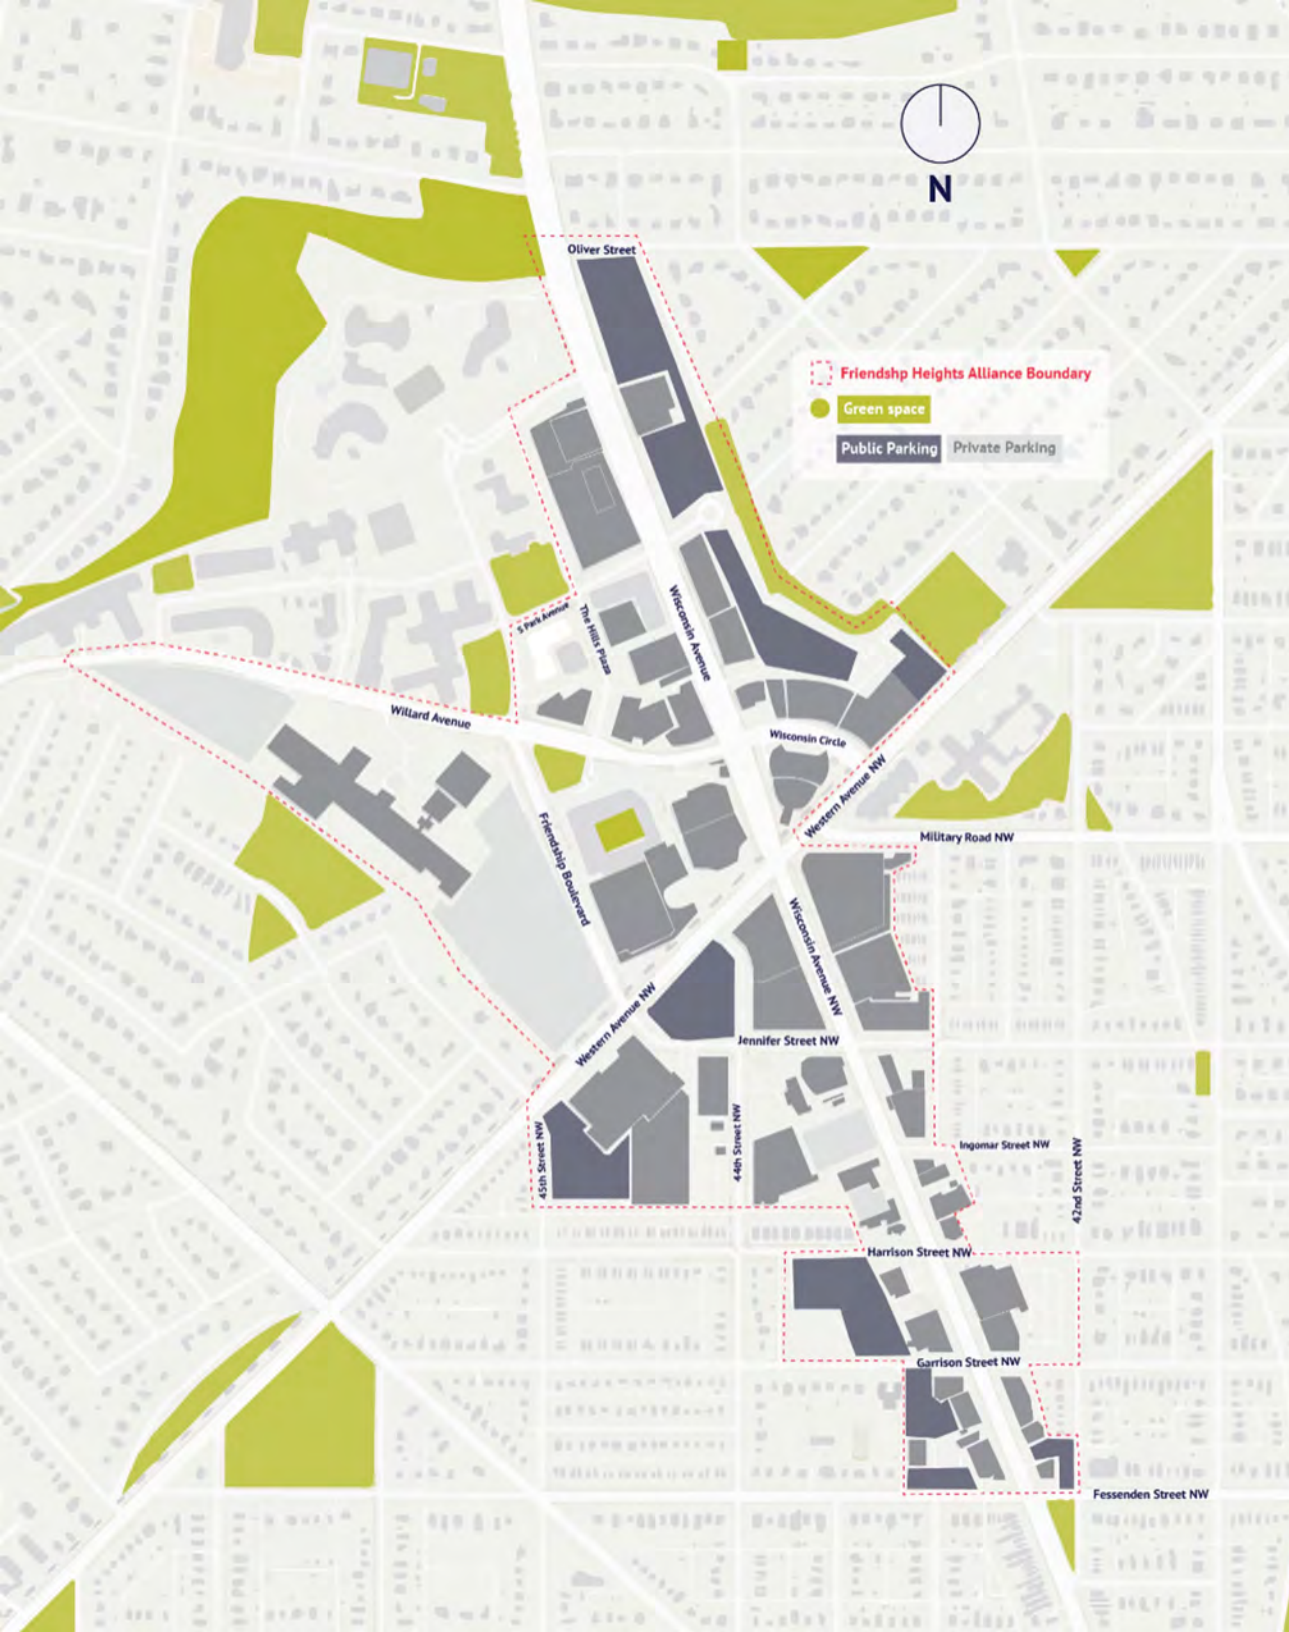 N
Oliver Street
Friendshp Heights Alliance Boundary
Green space
Public Parking
Private Parking
Wisconsin Avenue
S Park Avenue
The Hills Plaza
Willard Avenue
Wisconsin Circle
Western Avenue NW
Military Road NW
Friendship Boulevard
Wisconsin Avenue NW
Western Avenue NW
Jennifer Street NW
45th Street NW
44th Street NW
Ingomar Street NW
42nd Street NW
Harrison Street NW
Garrison Street NW
Fessenden Street NW